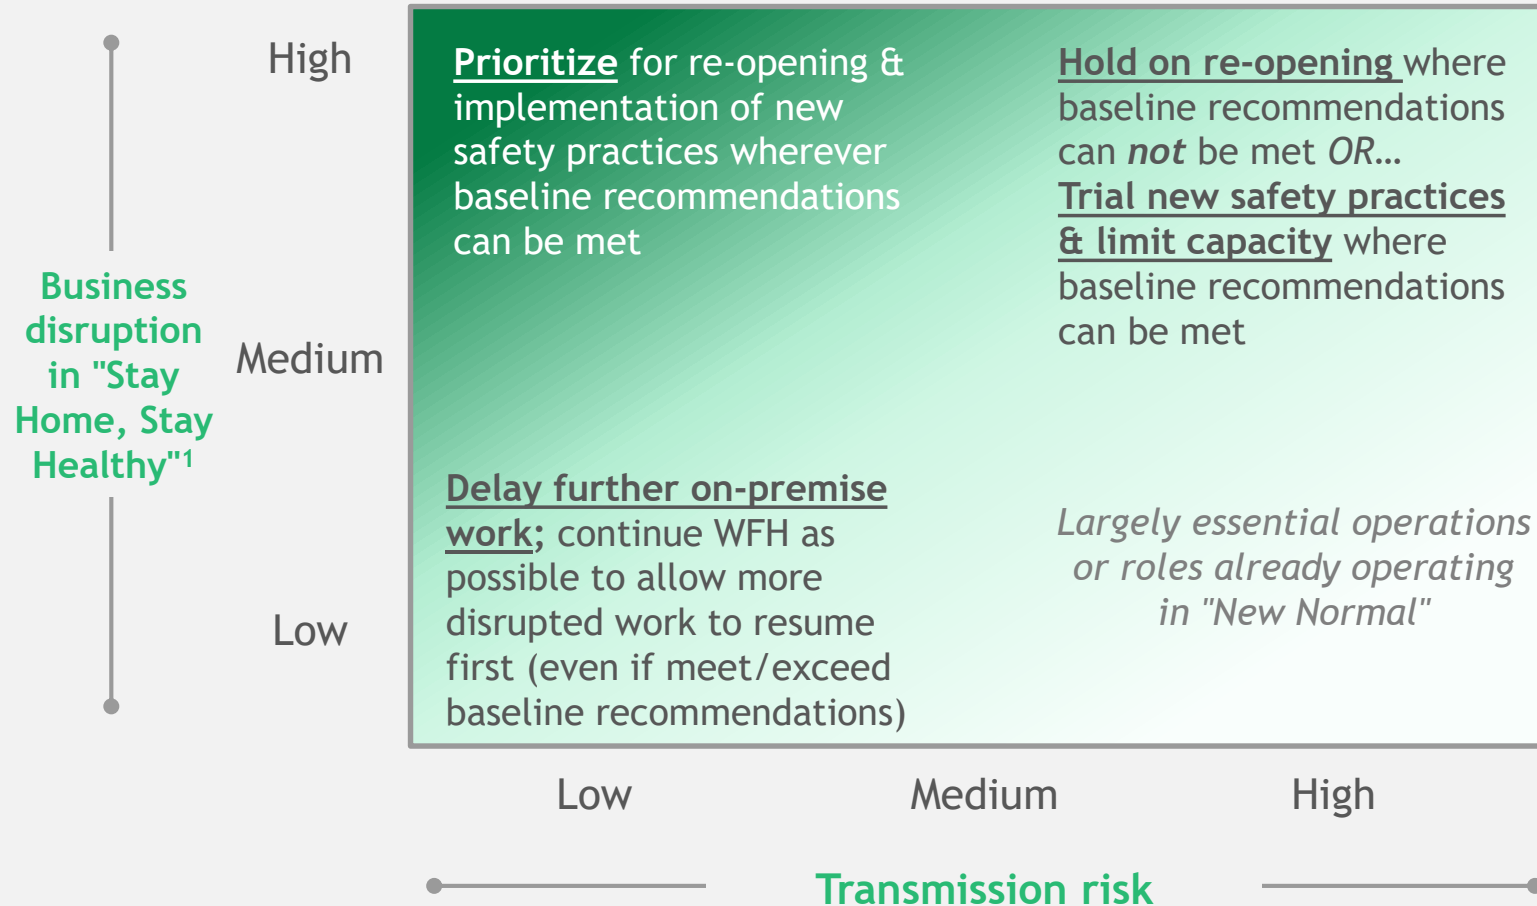 High
Medium
Low
Business
disruption
in "Stay
Home, Stay
Healthy"1
Prioritize for re-opening &
implementation of new
safety practices wherever
baseline recommendations
can be met
Hold on re-opening where
baseline recommendations
can not be met OR…
Trial new safety practices
& limit capacity where
baseline recommendations
can be met
Delay further on-premise
work; continue WFH as
possible to allow more
disrupted work to resume
first (even if meet/exceed
baseline recommendations)
Largely essential operations
or roles already operating
in "New Normal"
Low
Medium
High
Transmission risk